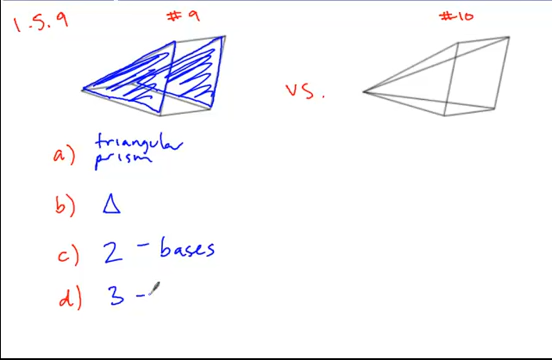 1.5.9
#9
#10
vs.
a) triangular
prism
b) Δ
c) 2 - bases
d) 3 -